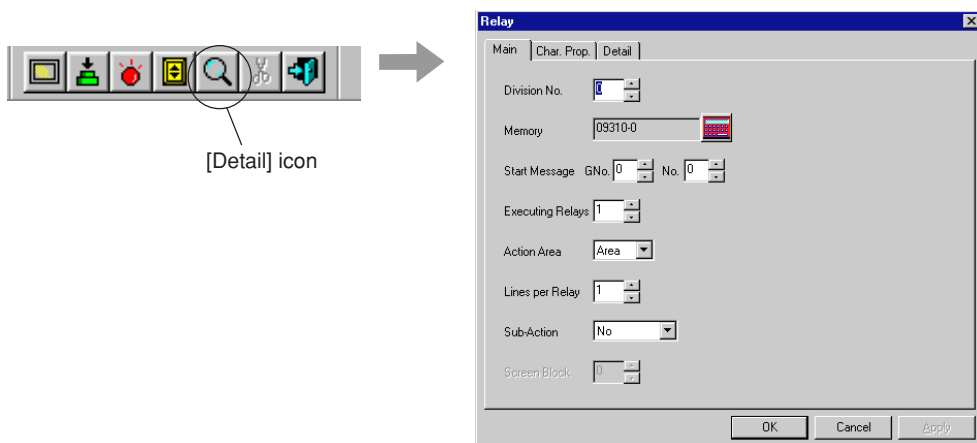 [Detail] icon
Relay
Main Char. Prop. Detail
Division No. 0
Memory 09310-0
Start Message GNo. 0 No. 0
Executing Relays 1
Action Area Area
Lines per Relay 1
Sub-Action No
Screen Block 0
OK Cancel Apply